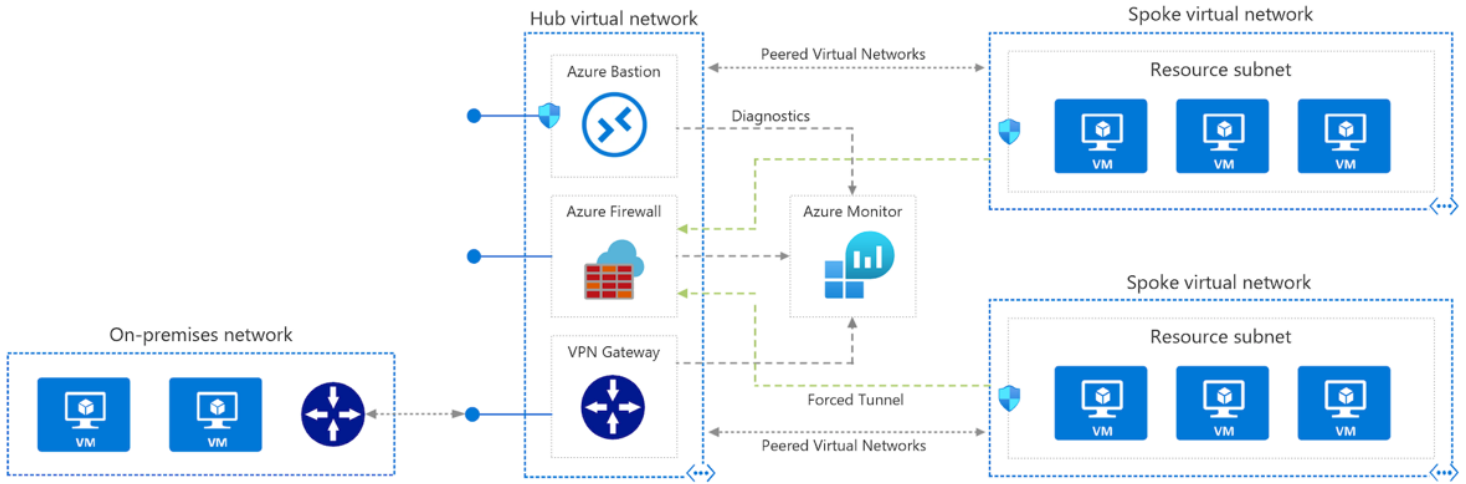 Hub virtual network
Azure Bastion
Azure Firewall
VPN Gateway
Peered Virtual Networks
Diagnostics
Azure Monitor
Forced Tunnel
Peered Virtual Networks
Spoke virtual network
Resource subnet
VM
VM
VM
Spoke virtual network
Resource subnet
VM
VM
VM
On-premises network
VM
VM